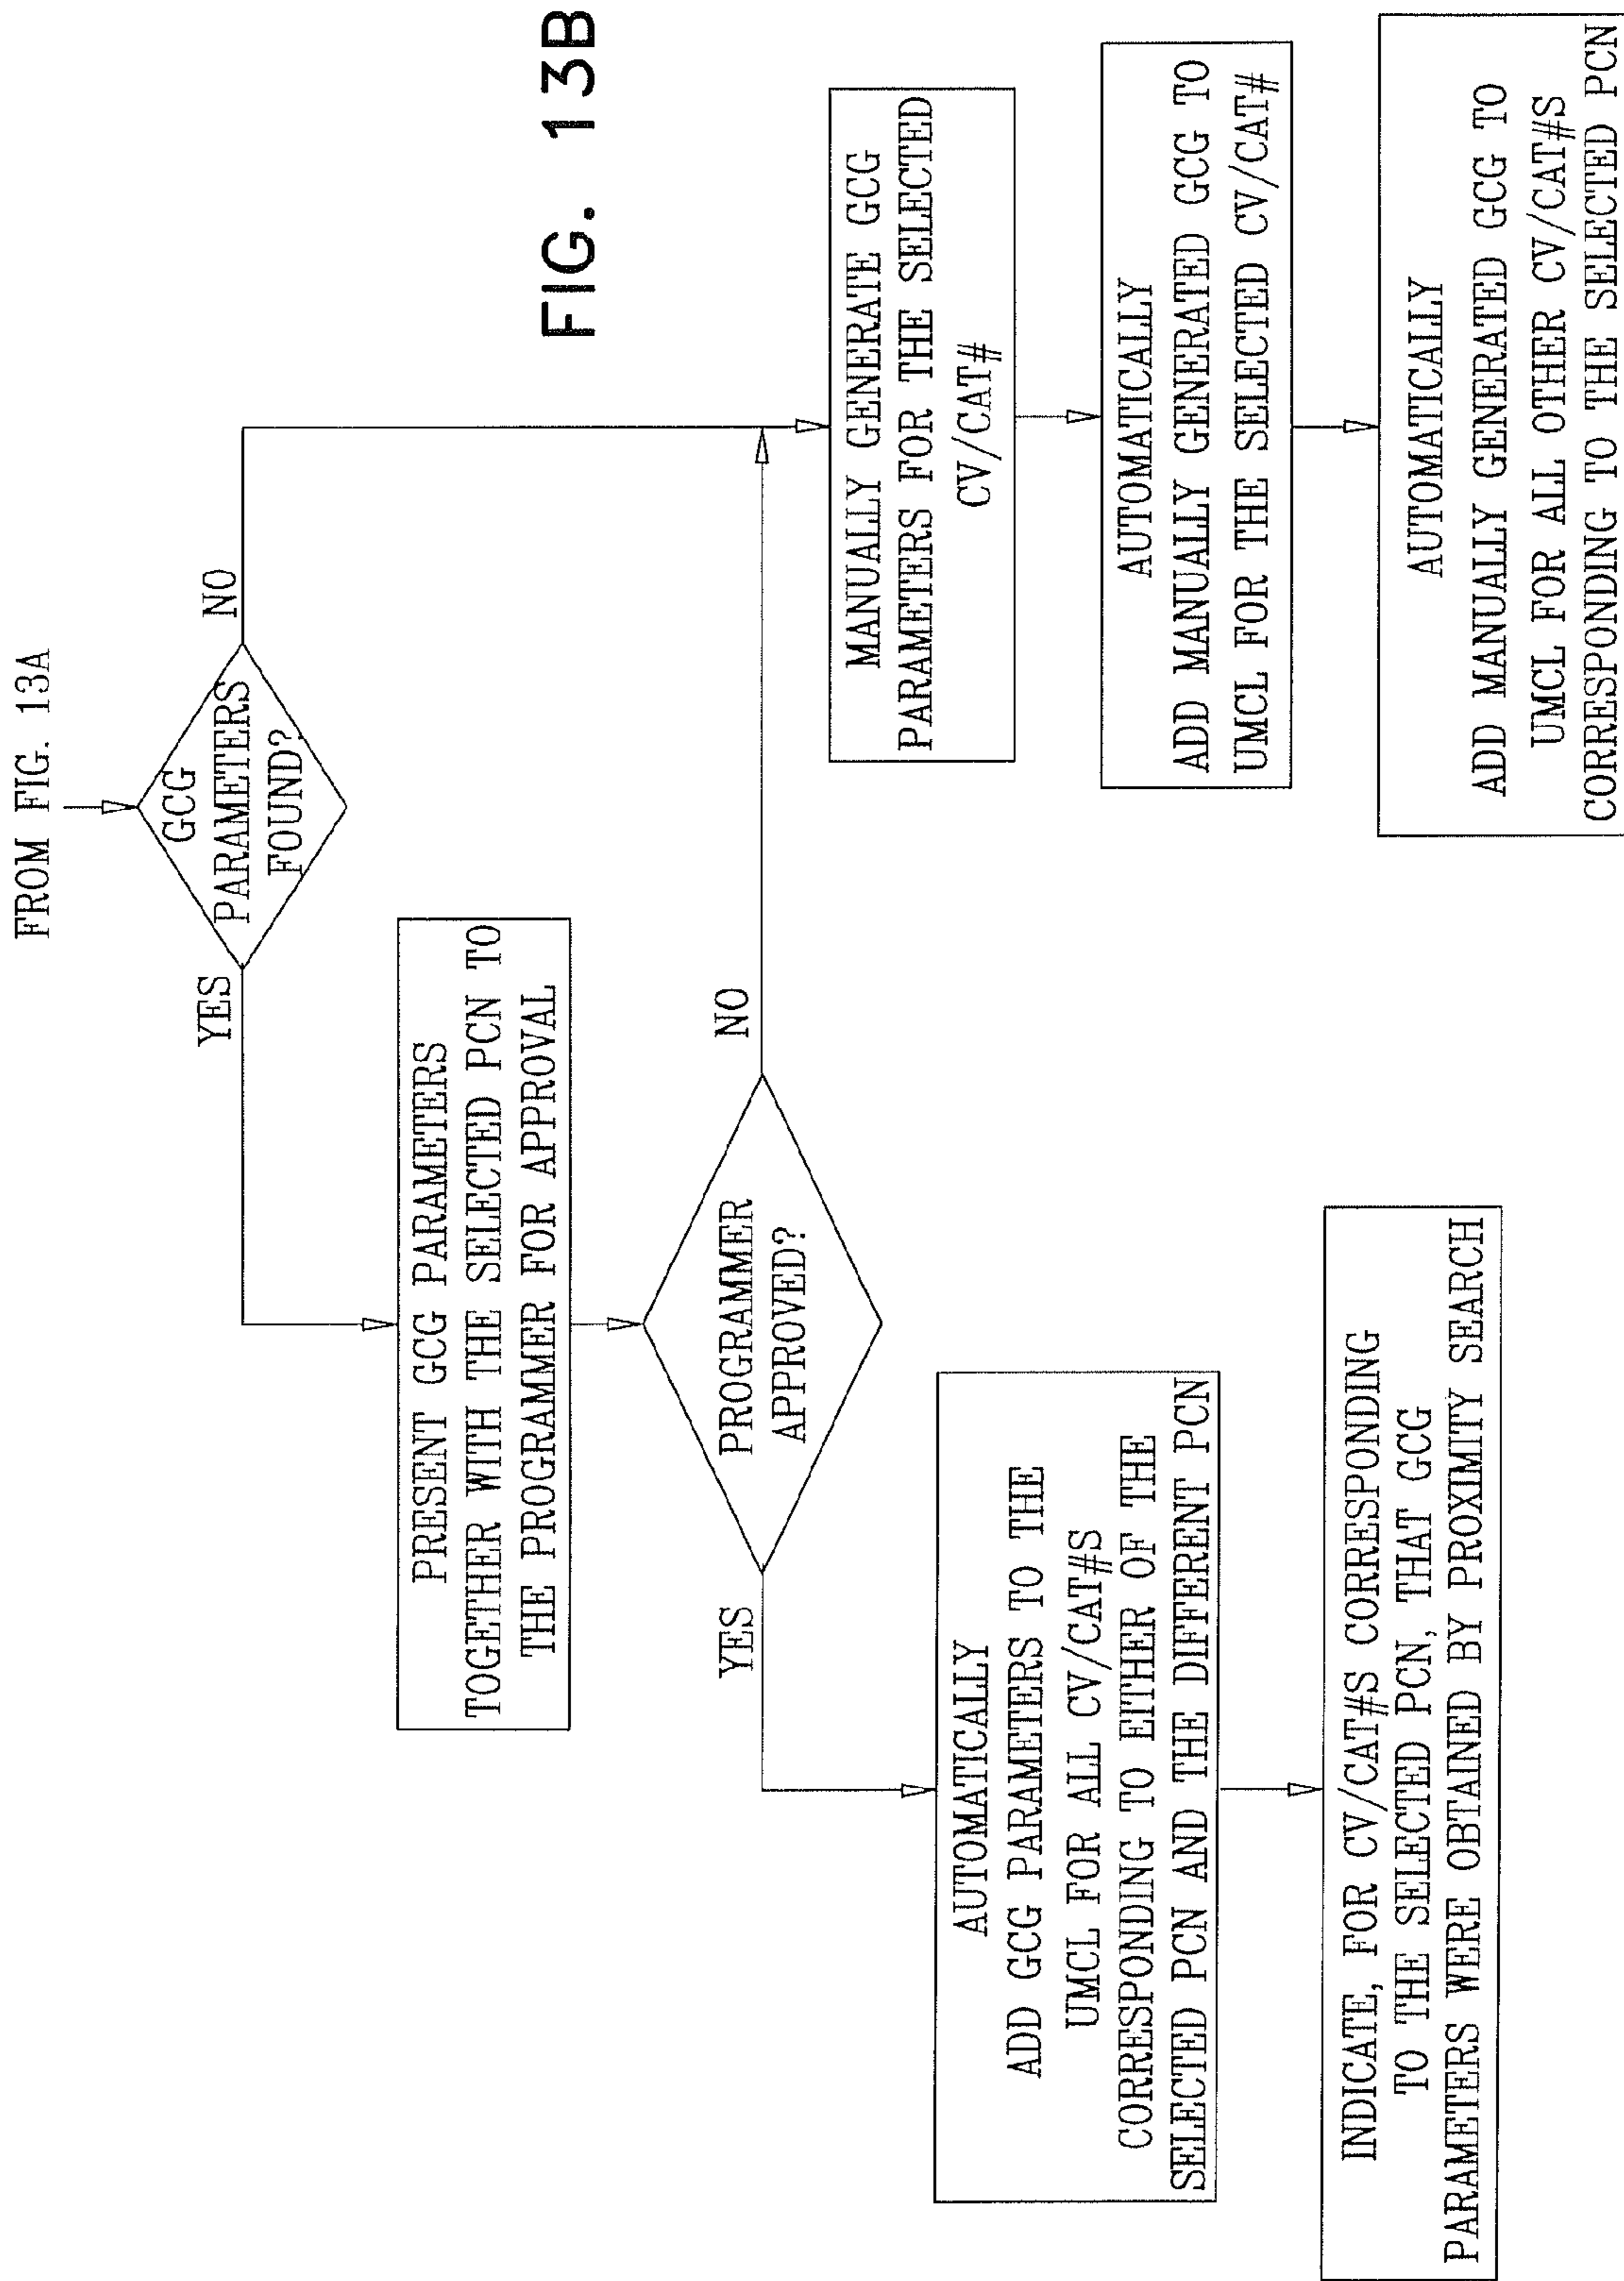 FROM FIG. 13A
GCG
PARAMETERS
FOUND?
YES
NO
PRESENT GCG PARAMETERS
TOGETHER WITH THE SELECTED PCN TO
THE PROGRAMMER FOR APPROVAL
PROGRAMMER
APPROVED?
YES
NO
AUTOMATICALLY
ADD GCG PARAMETERS TO THE
UMCL FOR ALL CV/CAT#S
CORRESPONDING TO EITHER OF THE
SELECTED PCN AND THE DIFFERENT PCN
INDICATE, FOR CV/CAT#S CORRESPONDING
TO THE SELECTED PCN, THAT GCG
PARAMETERS WERE OBTAINED BY PROXIMITY SEARCH
MANUALLY GENERATE GCG
PARAMETERS FOR THE SELECTED
CV/CAT#
AUTOMATICALLY
ADD MANUALLY GENERATED GCG TO
UMCL FOR THE SELECTED CV/CAT#
AUTOMATICALLY
ADD MANUALLY GENERATED GCG TO
UMCL FOR ALL OTHER CV/CAT#S
CORRESPONDING TO THE SELECTED PCN
FIG. 13B